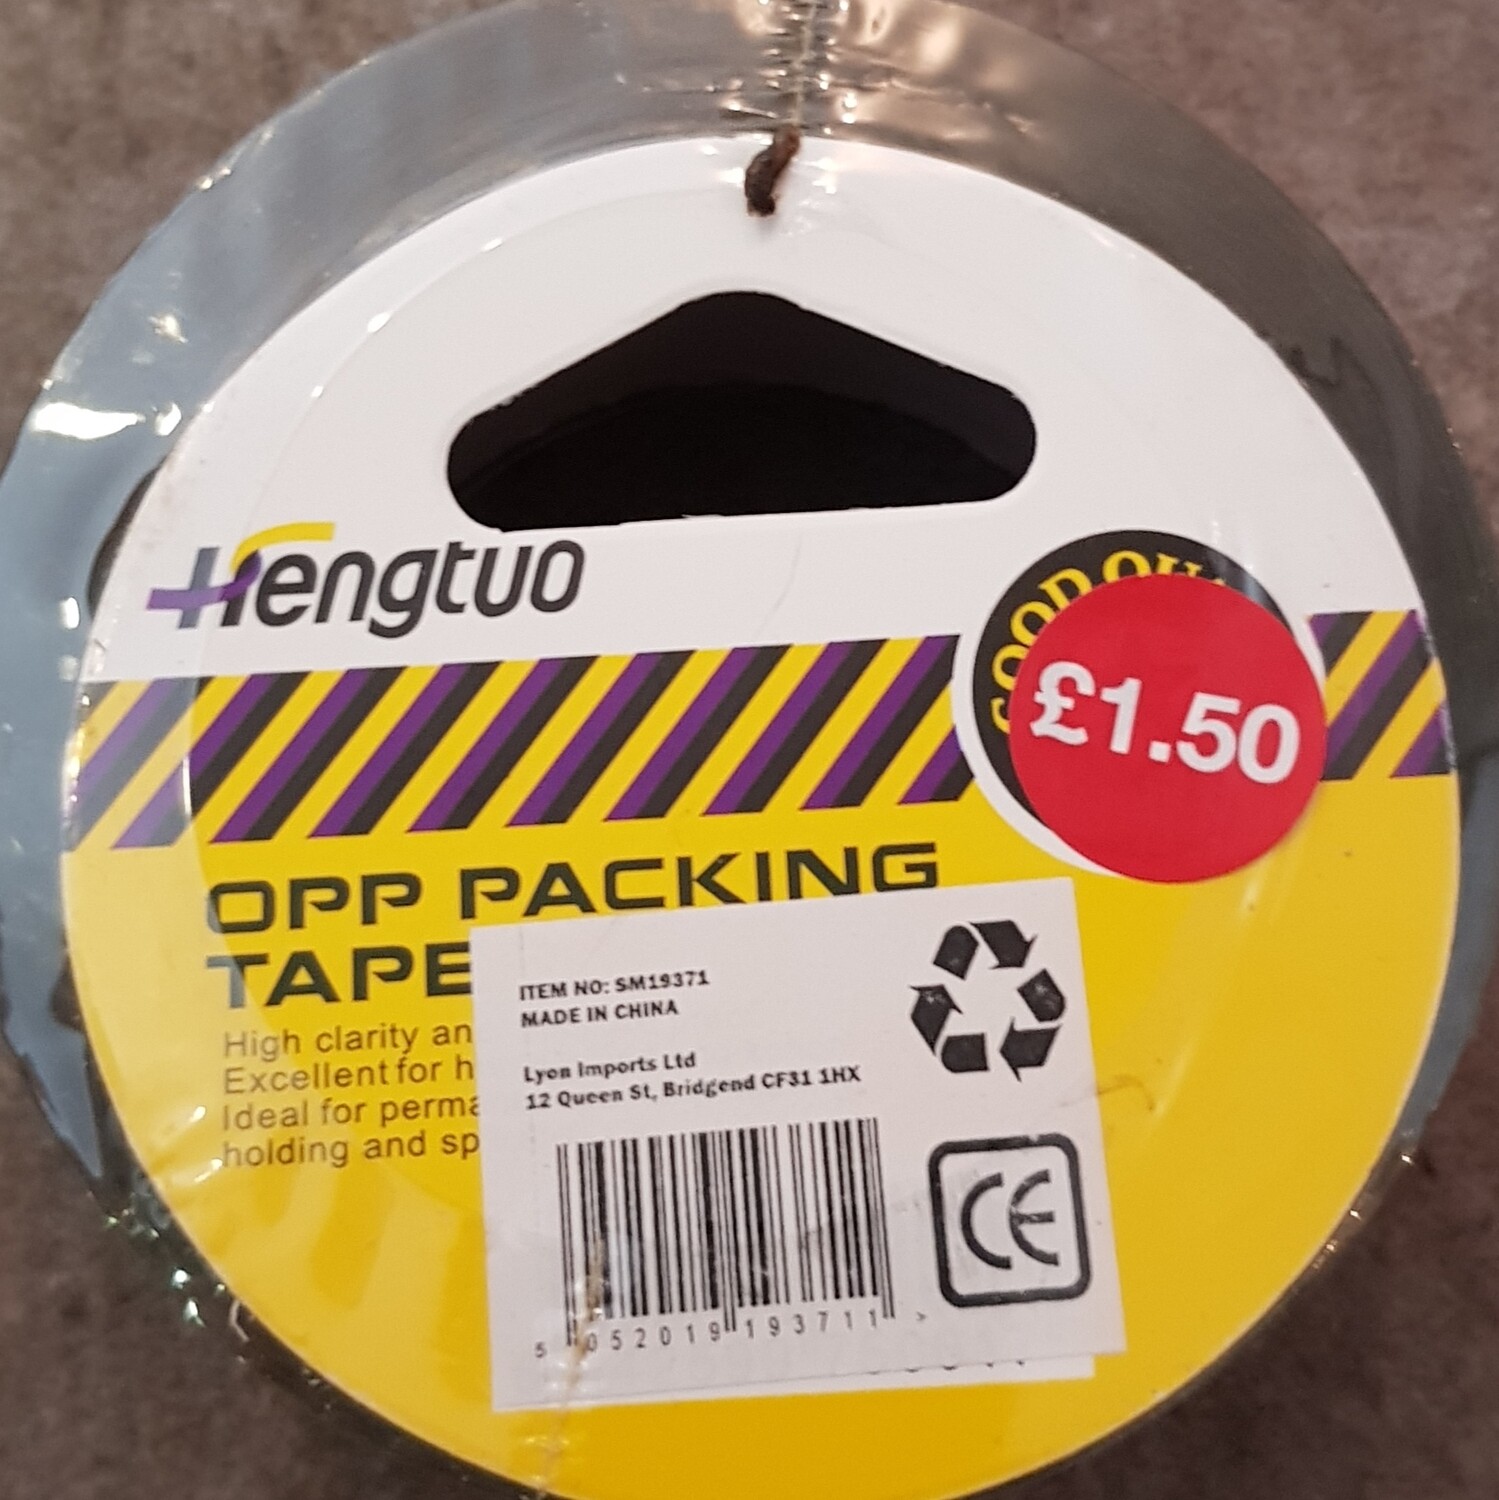 Hengtuo
GOOD
£1.50
OPP PACKING
TAPE
High clarity an
Excellent for h
Ideal for perma
holding and sp
ITEM NO: SM19371
MADE IN CHINA
Lyon Imports Ltd
12 Queen St, Bridgend CF31 1HX
5 052019 193711 >
CE